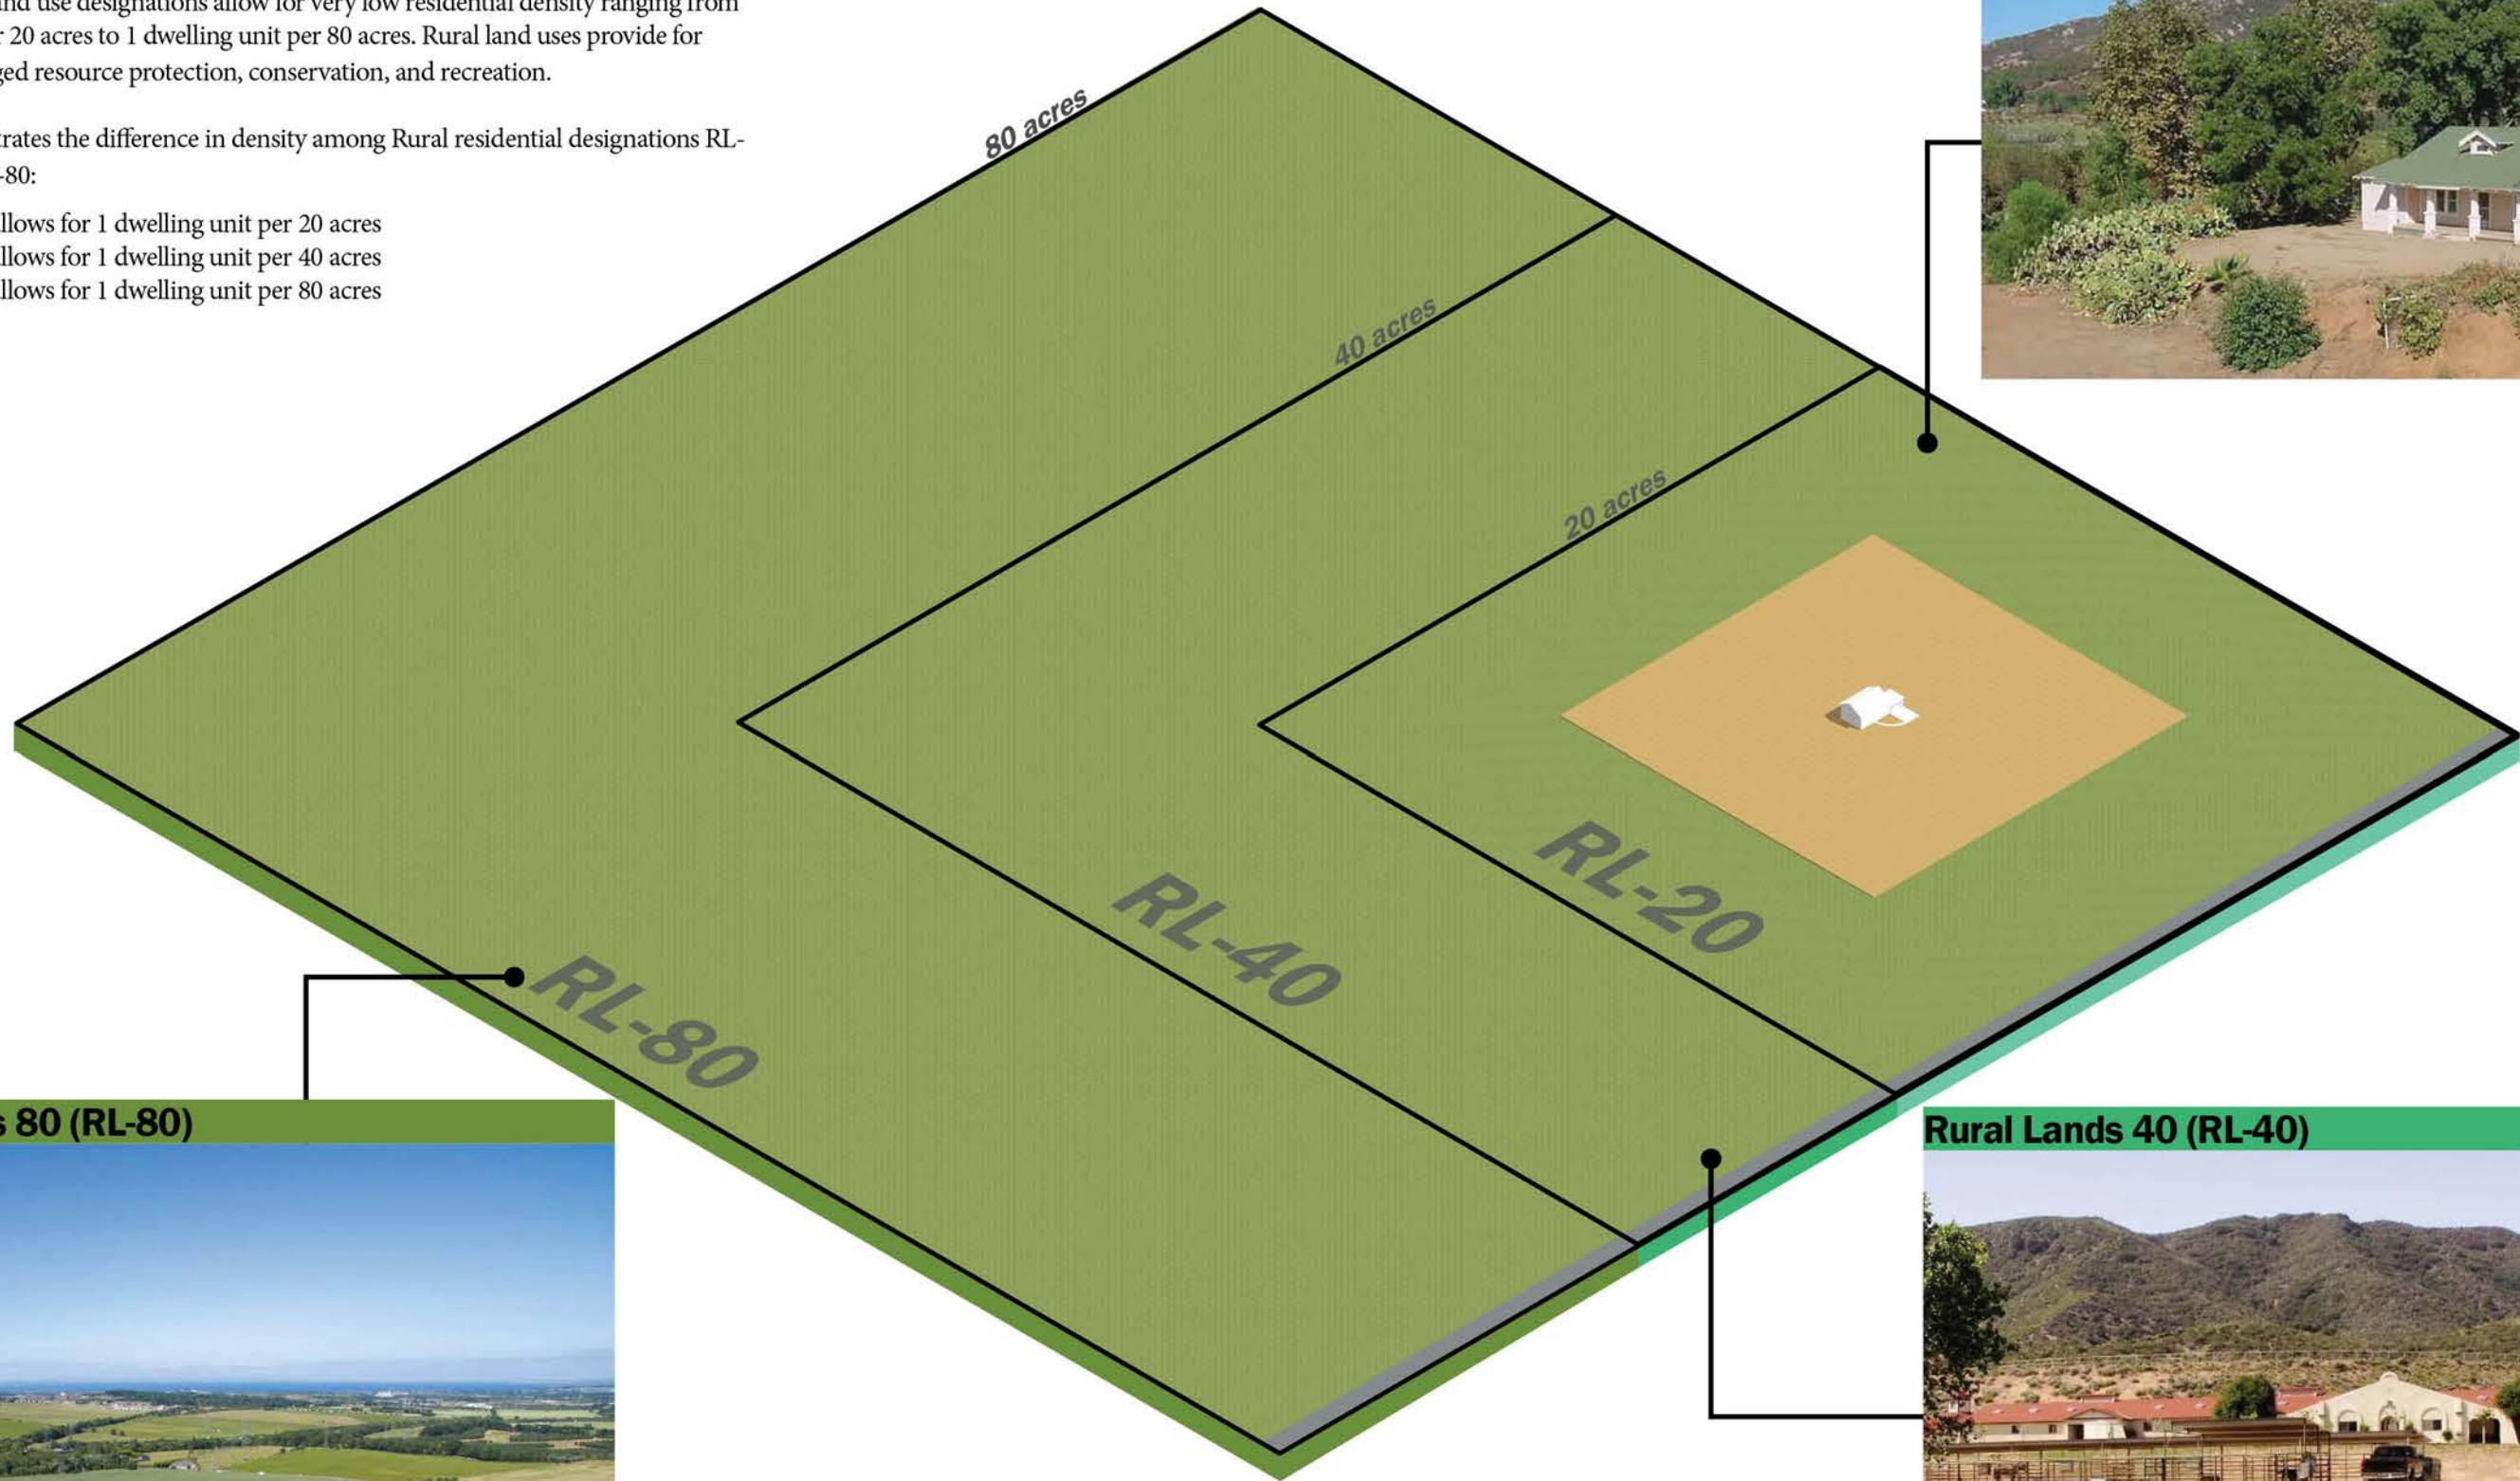 and use designations allow for very low residential density ranging from
r 20 acres to 1 dwelling unit per 80 acres. Rural land uses provide for
ged resource protection, conservation, and recreation.
trates the difference in density among Rural residential designations RL-
-80:
llows for 1 dwelling unit per 20 acres
llows for 1 dwelling unit per 40 acres
llows for 1 dwelling unit per 80 acres
80 acres
40 acres
20 acres
RL-20
RL-40
RL-80
s 80 (RL-80)
Rural Lands 40 (RL-40)